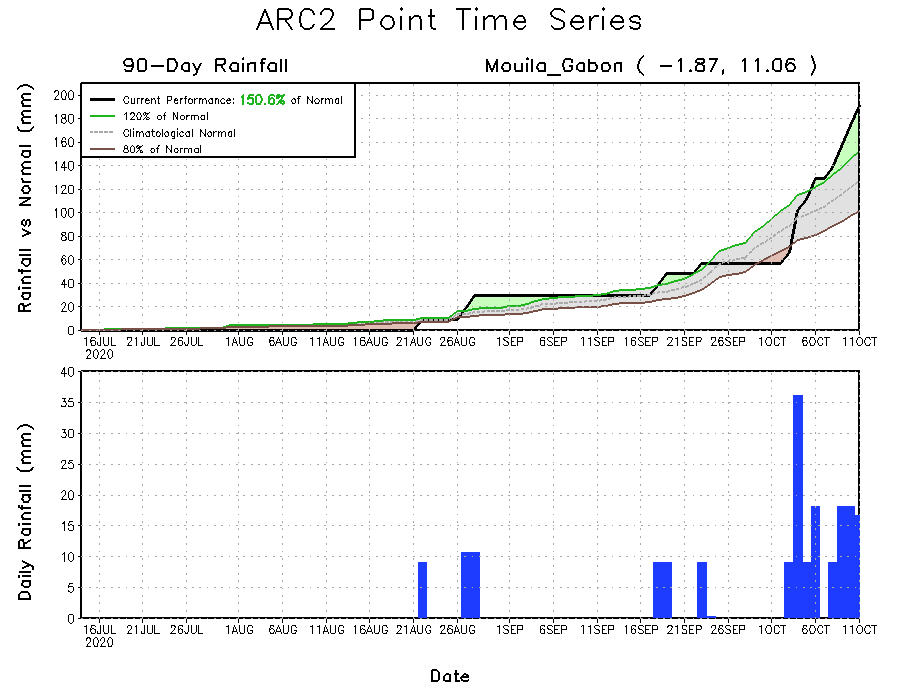 ARC2 Point Time Series
90-Day Rainfall
Mouila_Gabon ( -1.87, 11.06 )
Rainfall vs Normal (mm)
Current Performance: 150.6% of Normal
120% of Normal
Climatological Normal
80% of Normal
200
180
160
140
120
100
80
60
40
20
0
16JUL 21JUL 26JUL 1AUG 6AUG 11AUG 16AUG 21AUG 26AUG 1SEP 6SEP 11SEP 16SEP 21SEP 26SEP 1OCT 6OCT 11OCT
2020
Daily Rainfall (mm)
40
35
30
25
20
15
10
5
0
16JUL 21JUL 26JUL 1AUG 6AUG 11AUG 16AUG 21AUG 26AUG 1SEP 6SEP 11SEP 16SEP 21SEP 26SEP 1OCT 6OCT 11OCT
2020
Date